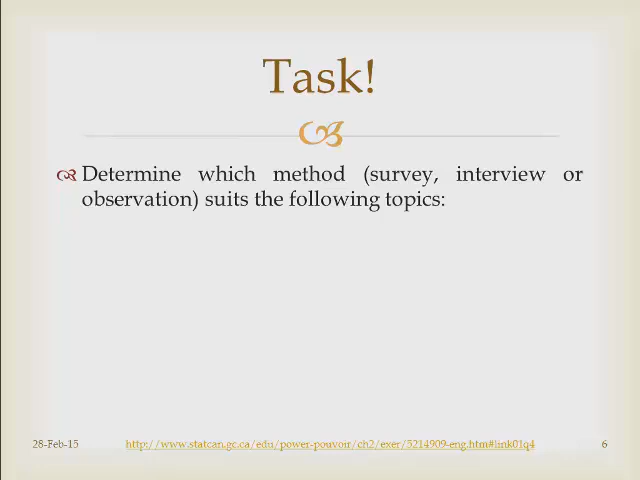 Task!
Determine which method (survey, interview or
observation) suits the following topics:
28-Feb-15 http://www.statcan.gc.ca/edu/power-pouvoir/ch2/exer/5214909-eng.htm#link01q4 6